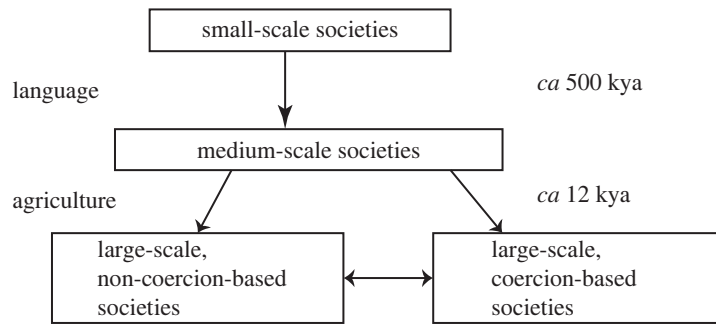 small-scale societies
language
ca 500 kya
medium-scale societies
agriculture
ca 12 kya
large-scale,
non-coercion-based
societies
large-scale,
coercion-based
societies